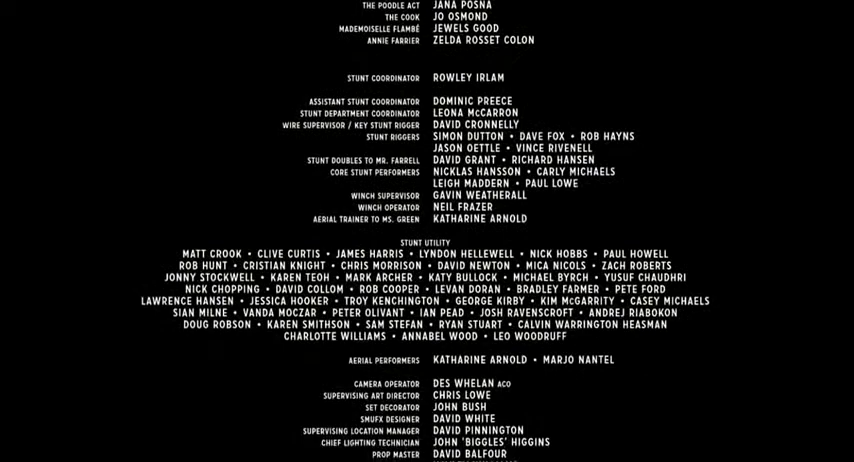 THE POODLE ACT JANA POSNA
THE COOK JO OSMOND
MADEMOISELLE FLAMBÉ JEWELS GOOD
ANNIE FARRIER ZELDA ROSSET COLON
STUNT COORDINATOR ROWLEY IRLAM
ASSISTANT STUNT COORDINATOR DOMINIC PREECE
STUNT DEPARTMENT COORDINATOR LEONA McCARRON
WIRE SUPERVISOR / KEY STUNT RIGGER DAVID CRONNELLY
STUNT RIGGERS SIMON DUTTON • DAVE FOX • ROB HAYNS
JASON OETTLE • VINCE RIVENELL
STUNT DOUBLES TO MR. FARRELL DAVID GRANT • RICHARD HANSEN
CORE STUNT PERFORMERS NICKLAS HANSSON • CARLY MICHAELS
LEIGH MADDERN • PAUL LOWE
WINCH SUPERVISOR GAVIN WEATHERALL
WINCH OPERATOR NEIL FRAZER
AERIAL TRAINER TO MS. GREEN KATHARINE ARNOLD
STUNT UTILITY
MATT CROOK • CLIVE CURTIS • JAMES HARRIS • LYNDON HELLEWELL • NICK HOBBS • PAUL HOWELL
ROB HUNT • CRISTIAN KNIGHT • CHRIS MORRISON • DAVID NEWTON • MICA NICOLS • ZACH ROBERTS
JONNY STOCKWELL • KAREN TEOH • MARK ARCHER • KATY BULLOCK • MICHAEL BYRCH • YUSUF CHAUDHRI
NICK CHOPPING • DAVID COLLOM • ROB COOPER • LEVAN DORAN • BRADLEY FARMER • PETE FORD
LAWRENCE HANSEN • JESSICA HOOKER • TROY KENCHINGTON • GEORGE KIRBY • KIM McGARRITY • CASEY MICHAELS
SIAN MILNE • VANDA MOCZAR • PETER OLIVANT • IAN PEAD • JOSH RAVENSCROFT • ANDREJ RIABOKON
DOUG ROBSON • KAREN SMITHSON • SAM STEFAN • RYAN STUART • CALVIN WARRINGTON HEASMAN
CHARLOTTE WILLIAMS • ANNABEL WOOD • LEO WOODRUFF
AERIAL PERFORMERS KATHARINE ARNOLD • MARJO NANTEL
CAMERA OPERATOR DES WHELAN ACO
SUPERVISING ART DIRECTOR CHRIS LOWE
SET DECORATOR JOHN BUSH
SMUFX DESIGNER DAVID WHITE
SUPERVISING LOCATION MANAGER DAVID PINNINGTON
CHIEF LIGHTING TECHNICIAN JOHN 'BIGGLES' HIGGINS
PROP MASTER DAVID BALFOUR